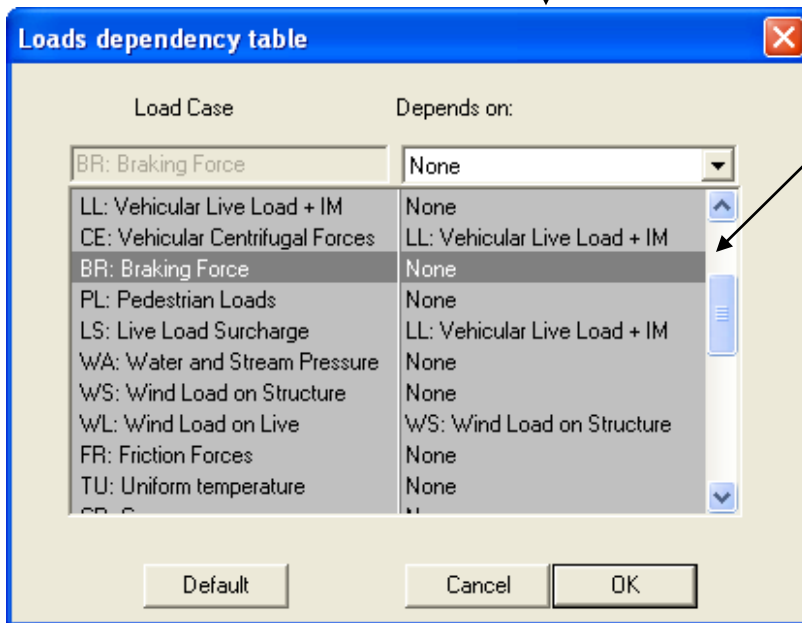 Loads dependency table
Load Case Depends on:
BR: Braking Force None
LL: Vehicular Live Load + IM None
CE: Vehicular Centrifugal Forces LL: Vehicular Live Load + IM
BR: Braking Force None
PL: Pedestrian Loads None
LS: Live Load Surcharge LL: Vehicular Live Load + IM
WA: Water and Stream Pressure None
WS: Wind Load on Structure None
WL: Wind Load on Live WS: Wind Load on Structure
FR: Friction Forces None
TU: Uniform temperature None
Default Cancel OK